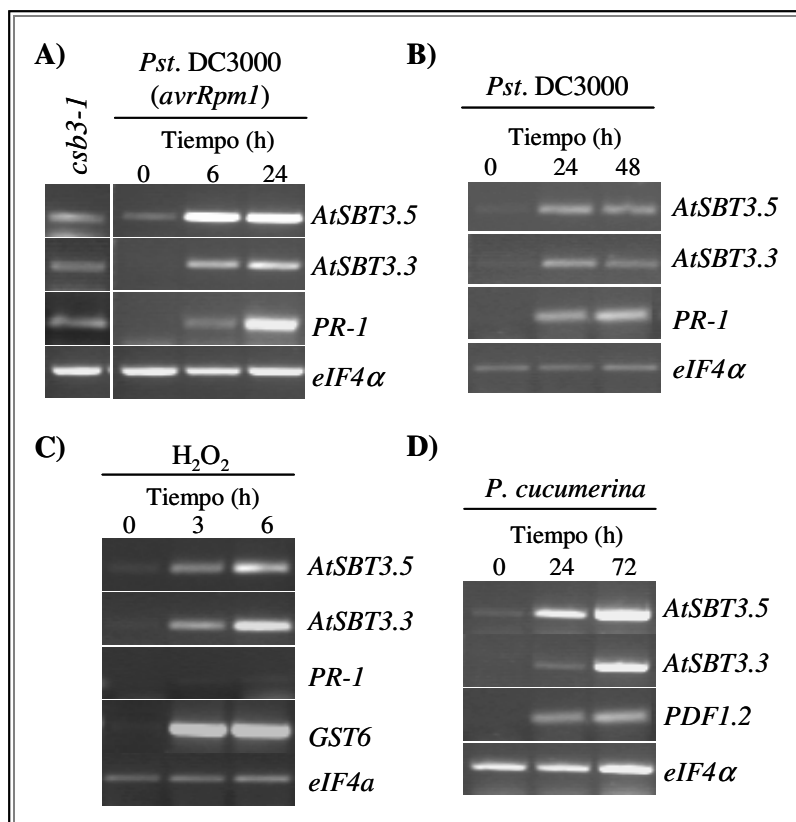 A)
Pst. DC3000
(avrRpm1)
csb3-1
Tiempo (h)
0 6 24
AtSBT3.5
AtSBT3.3
PR-1
eIF4α
B)
Pst. DC3000
Tiempo (h)
0 24 48
AtSBT3.5
AtSBT3.3
PR-1
eIF4α
C)
H₂O₂
Tiempo (h)
0 3 6
AtSBT3.5
AtSBT3.3
PR-1
GST6
eIF4a
D)
P. cucumerina
Tiempo (h)
0 24 72
AtSBT3.5
AtSBT3.3
PDF1.2
eIF4α